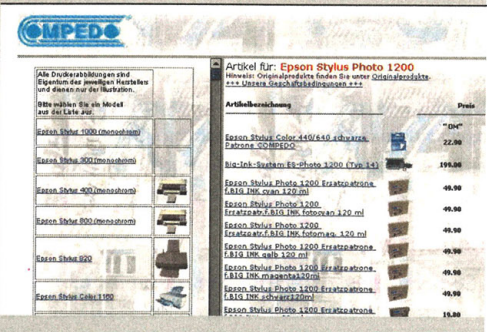 COMPEDO
Alle Druckerabbildungen sind
Eigentum des jeweiligen Herstellers
und dienen nur der Illustration.
Bitte wählen Sie ein Modell
aus der Liste aus.
Epson Stylus 1000 (monochrom)
Epson Stylus 300 (monochrom)
Epson Stylus 400 (monochrom)
Epson Stylus 800 (monochrom)
Epson Stylus 820
Epson Stylus Color 1160
Artikel für: Epson Stylus Photo 1200
Hinweis: Originalprodukte finden Sie unter Originalprodukte.
+++ Unsere Geschäftsbedingungen +++
Artikelbezeichnung Preis
"DM"
Epson Stylus Color 440/640 schwarze
Patrone COMPEDO 22.90
Big-Ink-System ES-Photo 1200 (Typ 14) 199.00
Epson Stylus Photo 1200 Ersatzpatrone
f.BIG INK cyan 120 ml 49.90
Epson Stylus Photo 1200
Ersatzpatr.f.BIG INK fotocyan 120 ml 49.90
Epson Stylus Photo 1200
Ersatzpatr.f.BIG INK fotomag. 120 ml 49.90
Epson Stylus Photo 1200 Ersatzpatrone
f.BIG INK gelb 120 ml 49.90
Epson Stylus Photo 1200 Ersatzpatrone
f.BIG INK magenta120ml 49.90
Epson Stylus Photo 1200 Ersatzpatrone
f.BIG INK schwarz120ml 49.90
19.80